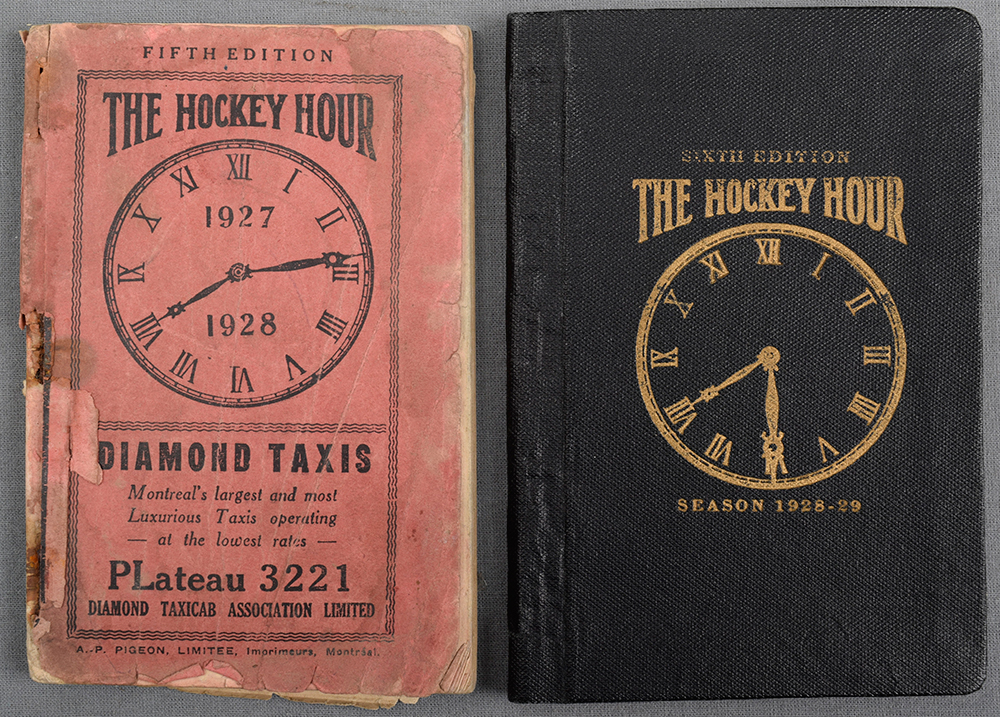 FIFTH EDITION
THE HOCKEY HOUR
XII
I
II
III
IIII
V
VI
VII
VIII
IX
X
XI
1927
1928
DIAMOND TAXIS
Montreal's largest and most
Luxurious Taxis operating
— at the lowest rates —
PLateau 3221
DIAMOND TAXICAB ASSOCIATION LIMITED
A.-P. PIGEON, LIMITEE, Imprimeurs, Montréal.
SIXTH EDITION
THE HOCKEY HOUR
XII
I
II
III
IIII
V
VII
VIII
IX
X
XI
SEASON 1928-29